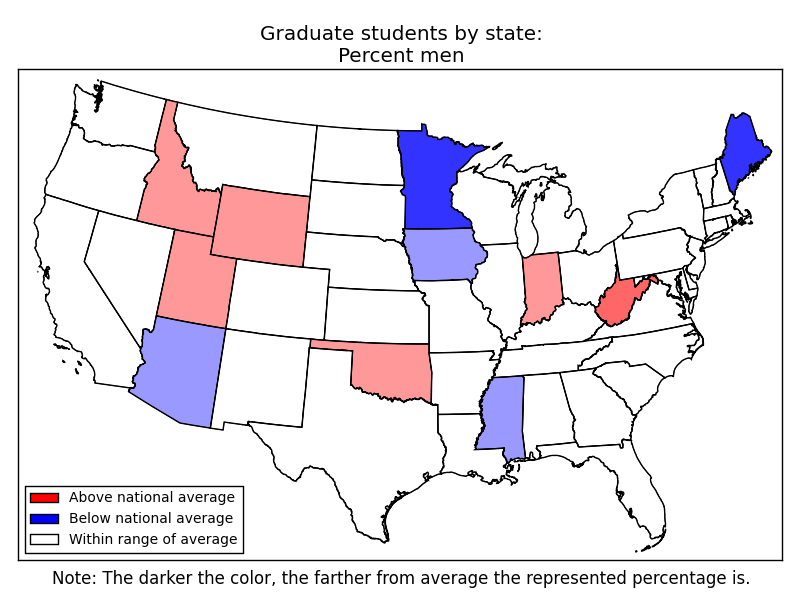 Graduate students by state:
Percent men
Above national average
Below national average
Within range of average
Note: The darker the color, the farther from average the represented percentage is.